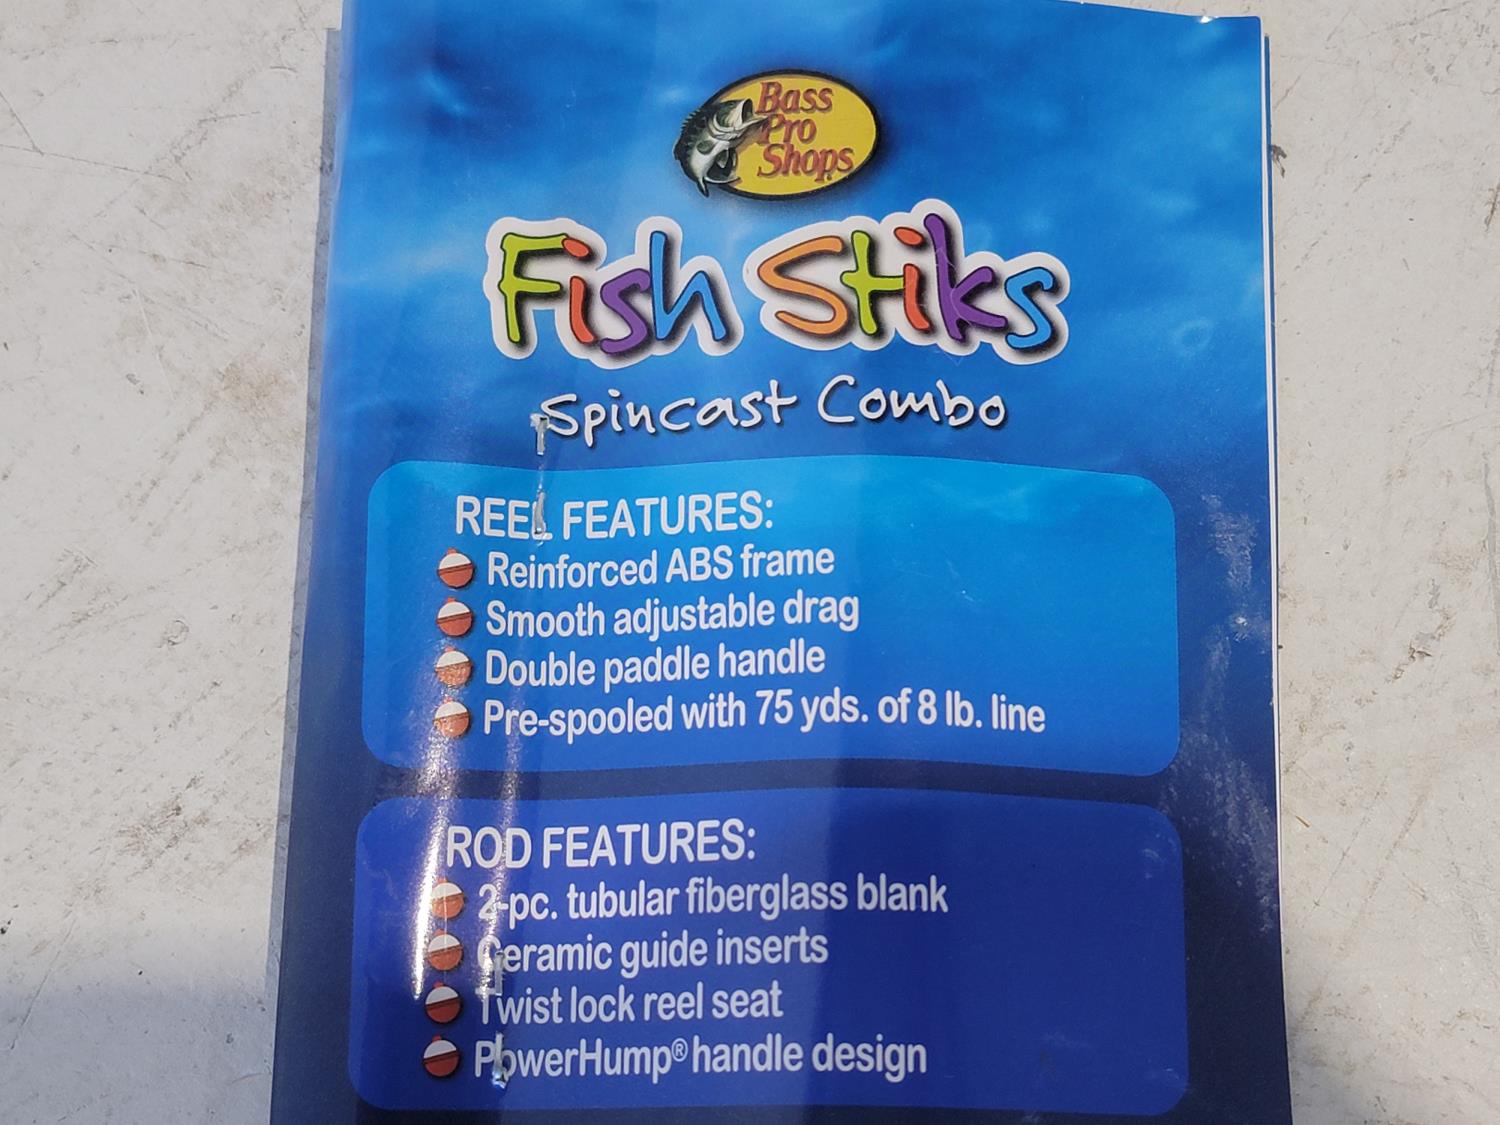 Bass
Pro
Shops
Fish Stiks
Spincast Combo
REEL FEATURES:
Reinforced ABS frame
Smooth adjustable drag
Double paddle handle
Pre-spooled with 75 yds. of 8 lb. line
ROD FEATURES:
2-pc. tubular fiberglass blank
Ceramic guide inserts
Twist lock reel seat
PowerHump® handle design